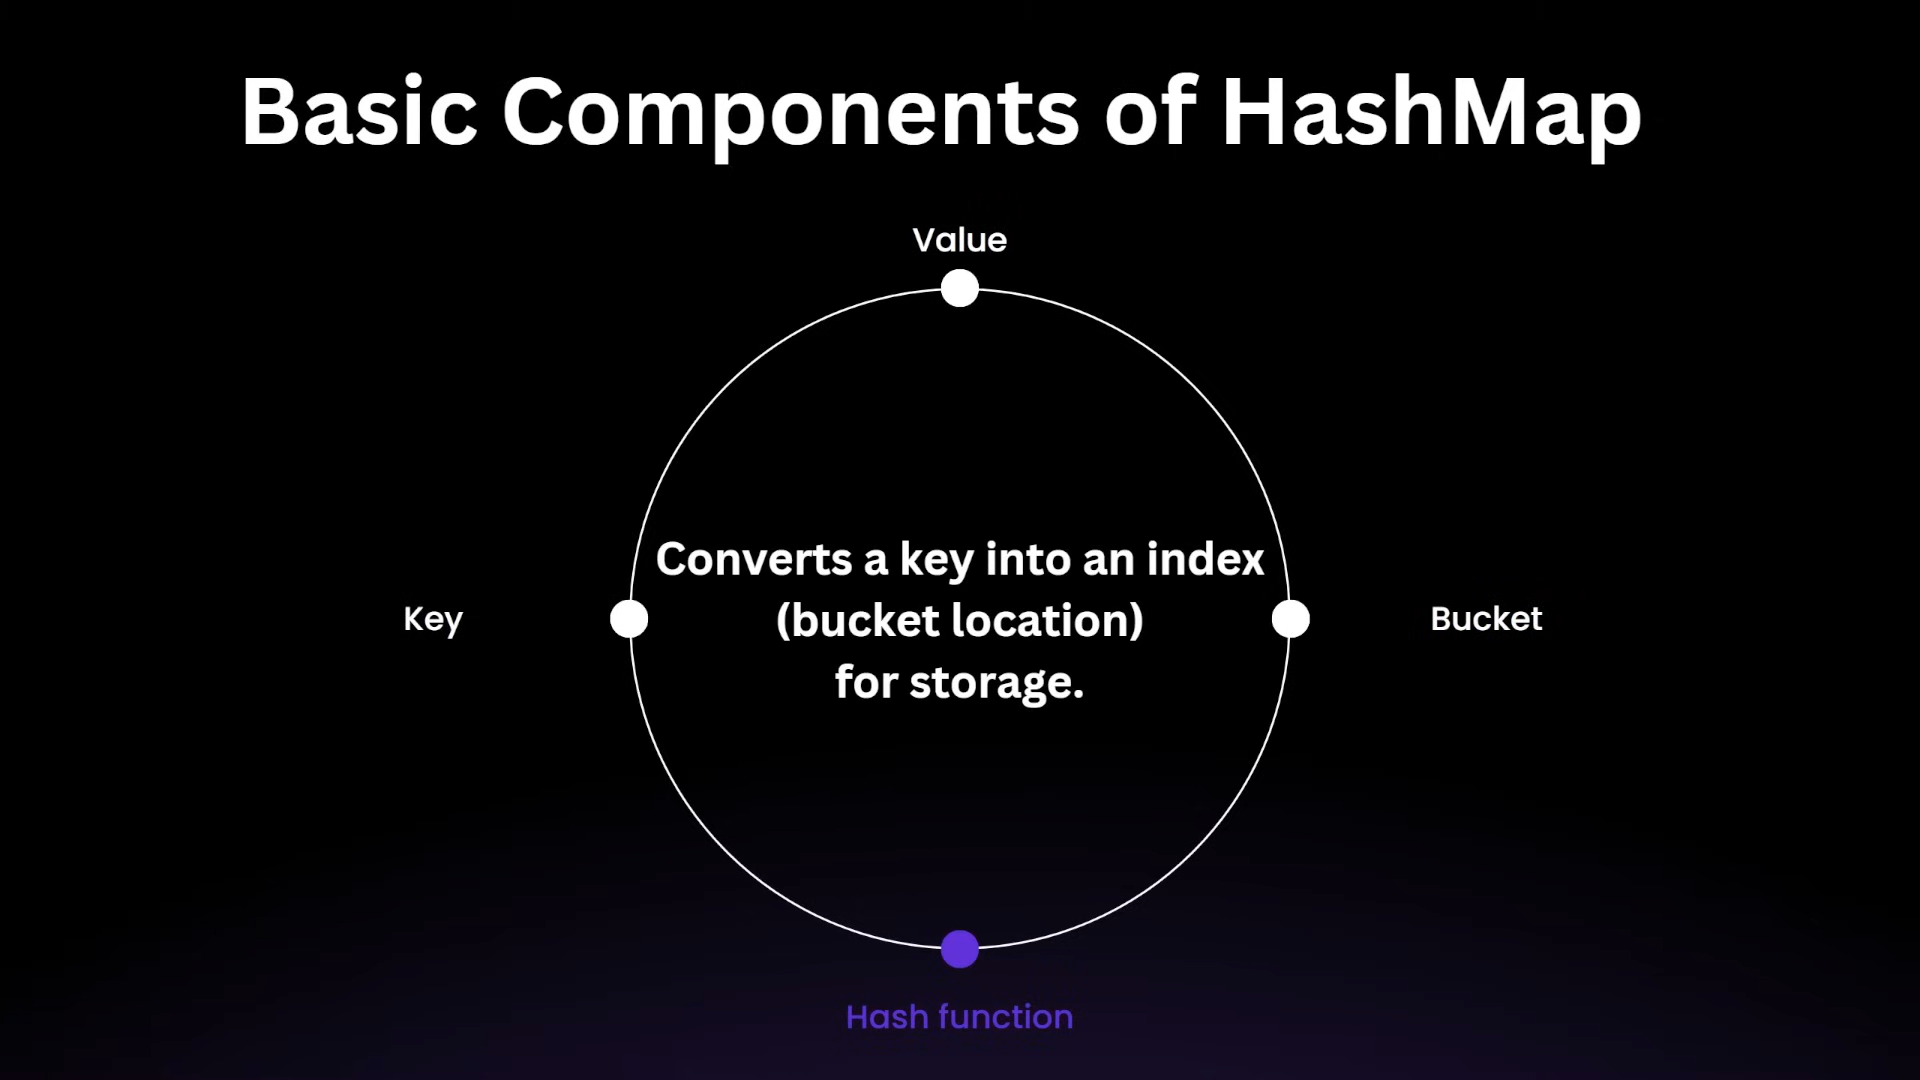 Basic Components of HashMap
Value
Converts a key into an index
(bucket location)
for storage.
Key
Bucket
Hash function